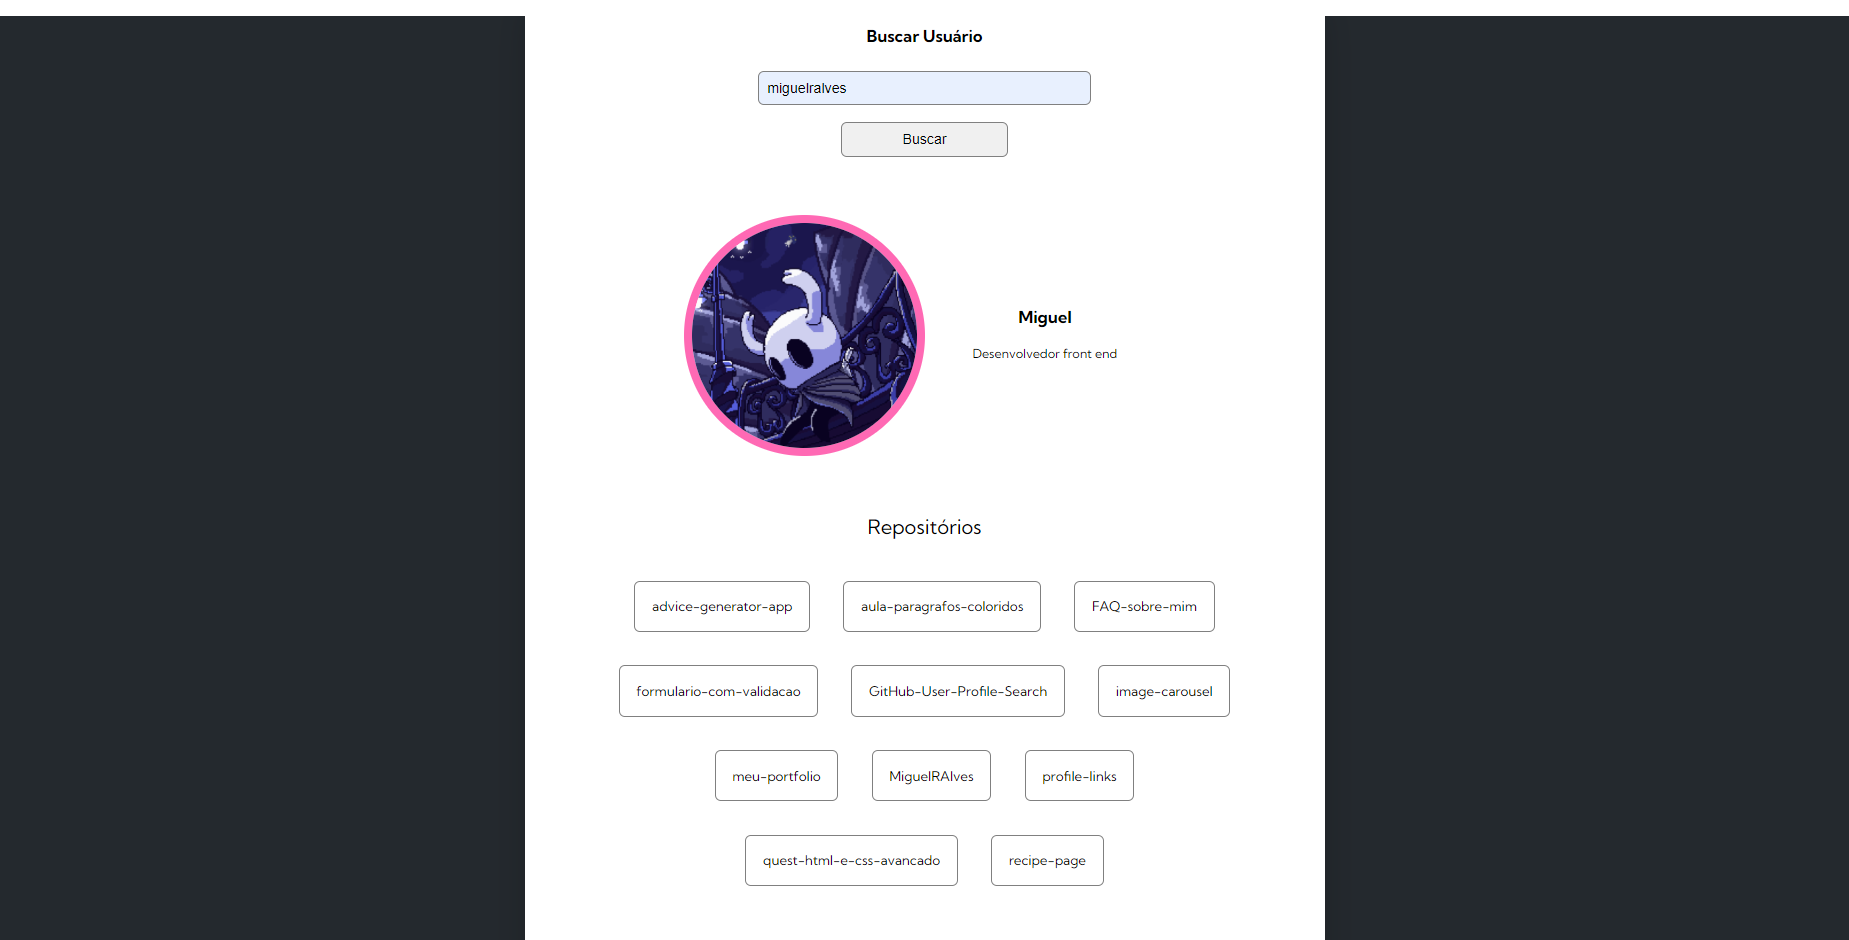 Buscar Usuário
miguelralves
Buscar
Miguel
Desenvolvedor front end
Repositórios
advice-generator-app
aula-paragrafos-coloridos
FAQ-sobre-mim
formulario-com-validacao
GitHub-User-Profile-Search
image-carousel
meu-portfolio
MiguelRAlves
profile-links
quest-html-e-css-avancado
recipe-page